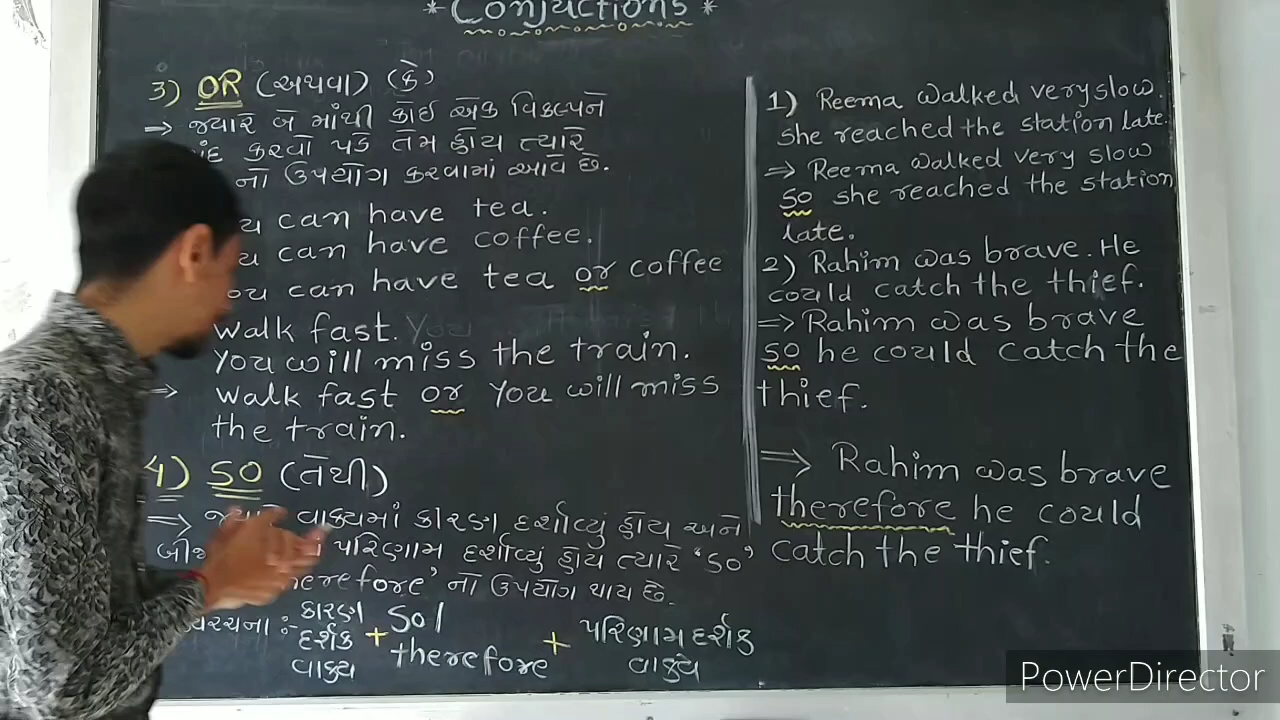 * Conjuctions *
3) OR (અથવા) (કે)
⇒ જ્યારે બે માંથી કોઈ એક વિકલ્પને
કરવો પડે તેમ હોય ત્યારે
નો ઉપયોગ કરવામાં આવે છે.
can have tea.
can have coffee.
can have tea or coffee
walk fast.
You will miss the train.
⇒ walk fast or you will miss
the train.
4) SO (તેથી)
⇒ વાક્યમાં કારણ દર્શાવ્યું હોય અને
પરિણામ દર્શાવ્યું હોય ત્યારે 'so'
નો ઉપયોગ થાય છે.
કારણ દર્શક વાક્ય + So / therefore + પરિણામ દર્શક વાક્ય
1) Reema walked very slow.
She reached the station late.
⇒ Reema walked very slow
so she reached the station
late.
2) Rahim was brave. He
could catch the thief.
⇒ Rahim was brave
so he could catch the
thief.
⇒ Rahim was brave
therefore he could
catch the thief.
PowerDirector